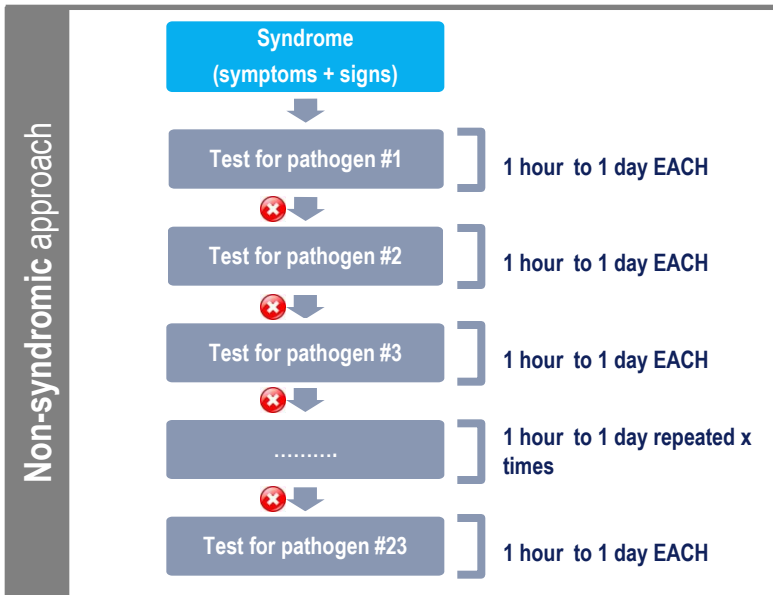 Non-syndromic approach
Syndrome
(symptoms + signs)
Test for pathogen #1
1 hour to 1 day EACH
Test for pathogen #2
1 hour to 1 day EACH
Test for pathogen #3
1 hour to 1 day EACH
..........
1 hour to 1 day repeated x
times
Test for pathogen #23
1 hour to 1 day EACH